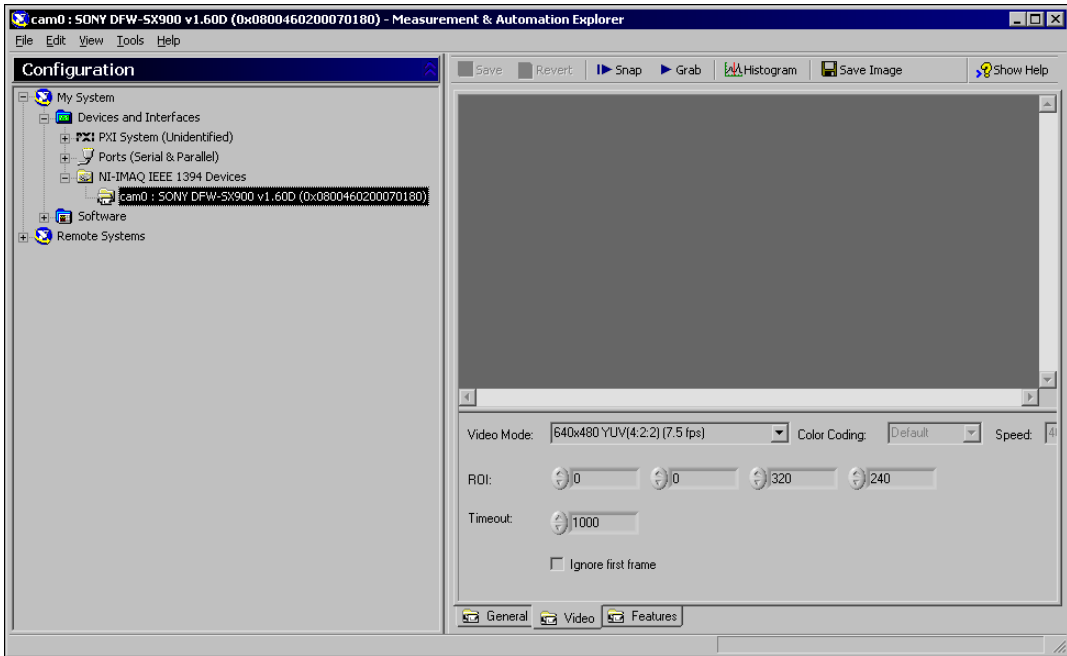 cam0 : SONY DFW-SX900 v1.60D (0x0800460200070180) - Measurement & Automation Explorer
File Edit View Tools Help
Configuration
My System
Devices and Interfaces
PXI PXI System (Unidentified)
Ports (Serial & Parallel)
NI-IMAQ IEEE 1394 Devices
cam0 : SONY DFW-SX900 v1.60D (0x0800460200070180)
Software
Remote Systems
Save Revert Snap Grab Histogram Save Image Show Help
Video Mode: 640x480 YUV(4:2:2) (7.5 fps) Color Coding: Default Speed:
ROI: 0 0 320 240
Timeout: 1000
Ignore first frame
General Video Features